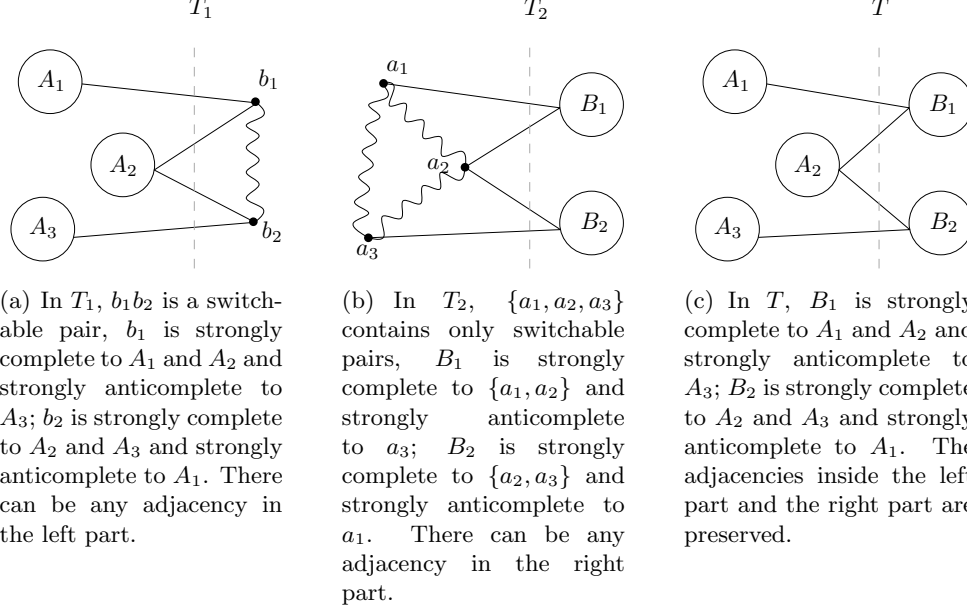 T₁
T₂
T
A₁
b₁
A₂
A₃
b₂
a₁
B₁
a₂
B₂
a₃
A₁
B₁
A₂
A₃
B₂
(a) In T₁, b₁b₂ is a switch-
able pair, b₁ is strongly
complete to A₁ and A₂ and
strongly anticomplete to
A₃; b₂ is strongly complete
to A₂ and A₃ and strongly
anticomplete to A₁. There
can be any adjacency in
the left part.
(b) In T₂, {a₁, a₂, a₃}
contains only switchable
pairs, B₁ is strongly
complete to {a₁, a₂} and
strongly anticomplete
to a₃; B₂ is strongly
complete to {a₂, a₃} and
strongly anticomplete to
a₁. There can be any
adjacency in the right
part.
(c) In T, B₁ is strongly
complete to A₁ and A₂ and
strongly anticomplete to
A₃; B₂ is strongly complete
to A₂ and A₃ and strongly
anticomplete to A₁. The
adjacencies inside the left
part and the right part are
preserved.